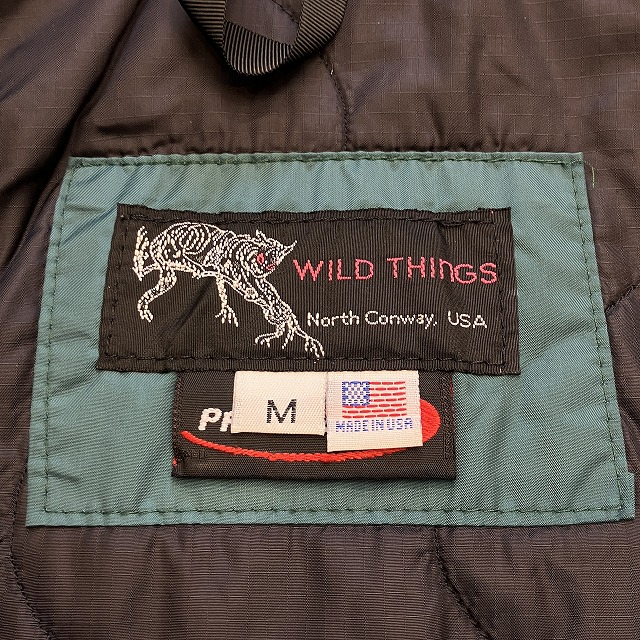 WILD THINGS
North Conway, USA
M
MADE IN USA